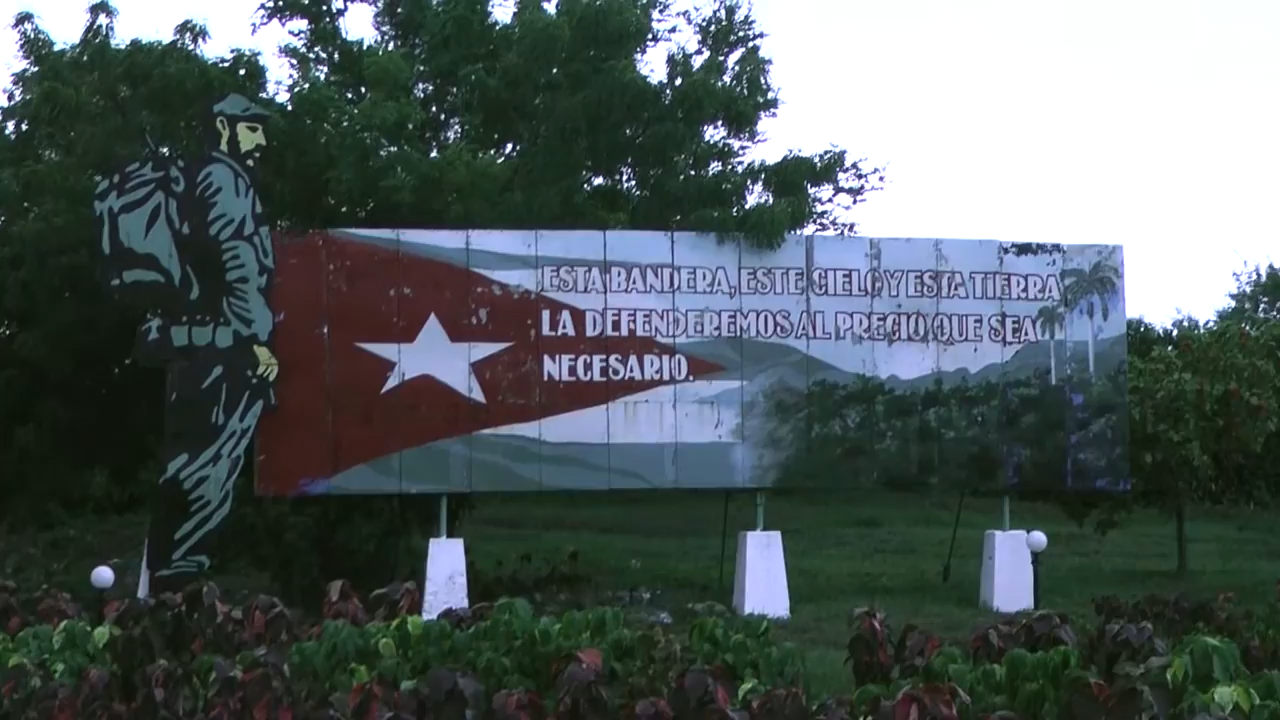 ESTA BANDERA, ESTE CIELO Y ESTA TIERRA
LA DEFENDEREMOS AL PRECIO QUE SEA
NECESARIO.